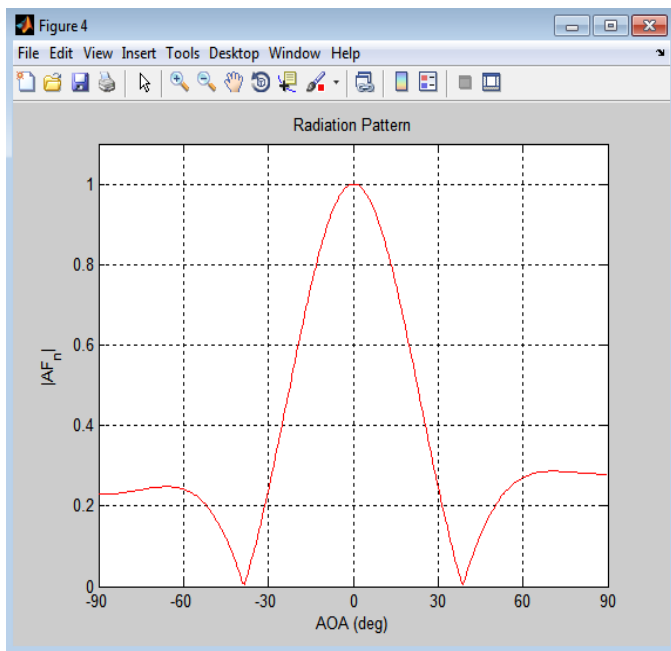 Figure 4
File Edit View Insert Tools Desktop Window Help
Radiation Pattern
1
0.8
0.6
0.4
0.2
0
|AFn|
-90 -60 -30 0 30 60 90
AOA (deg)